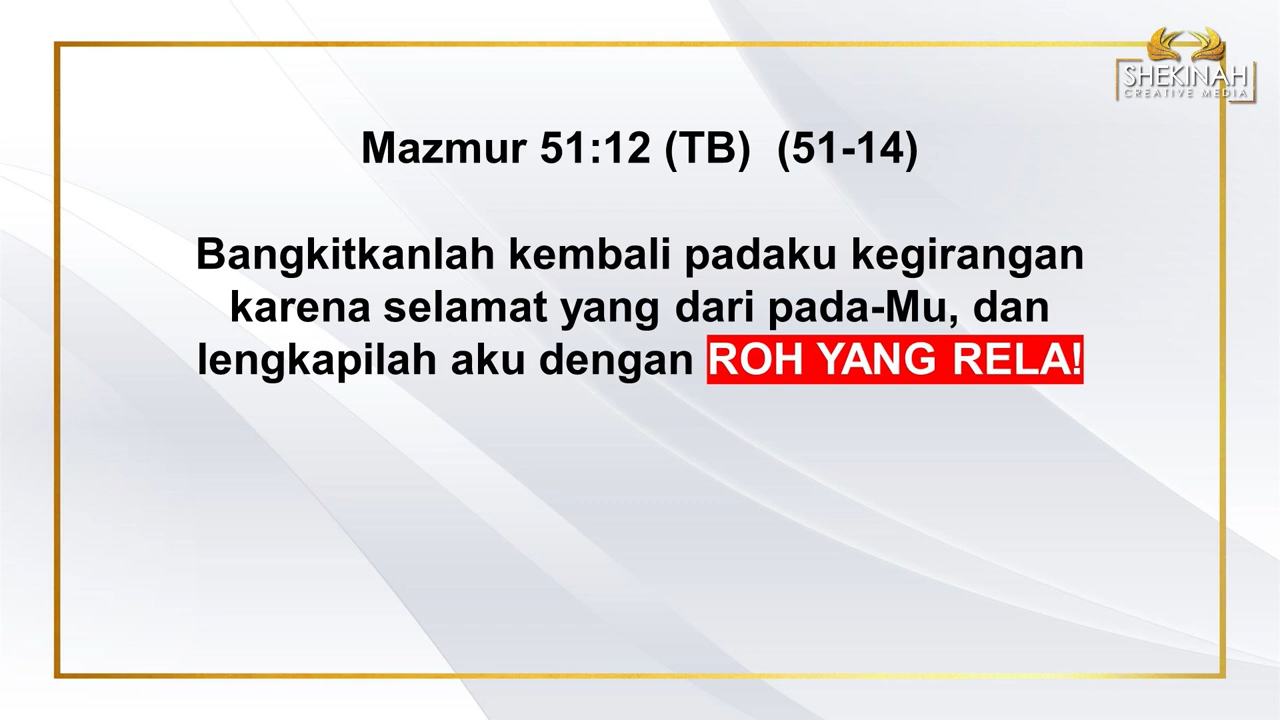 SHEKINAH
CREATIVE MEDIA
Mazmur 51:12 (TB)  (51-14)
Bangkitkanlah kembali padaku kegirangan
karena selamat yang dari pada-Mu, dan
lengkapilah aku dengan ROH YANG RELA!